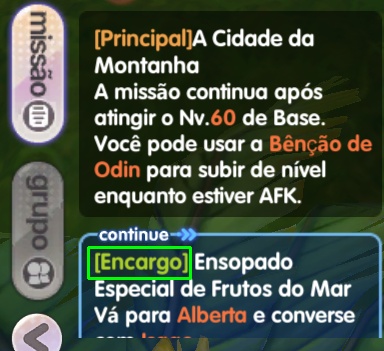 missão
grupo
[Principal]A Cidade da
Montanha
A missão continua após
atingir o Nv.60 de Base.
Você pode usar a Bênção de
Odin para subir de nível
enquanto estiver AFK.
continue
[Encargo] Ensopado
Especial de Frutos do Mar
Vá para Alberta e converse